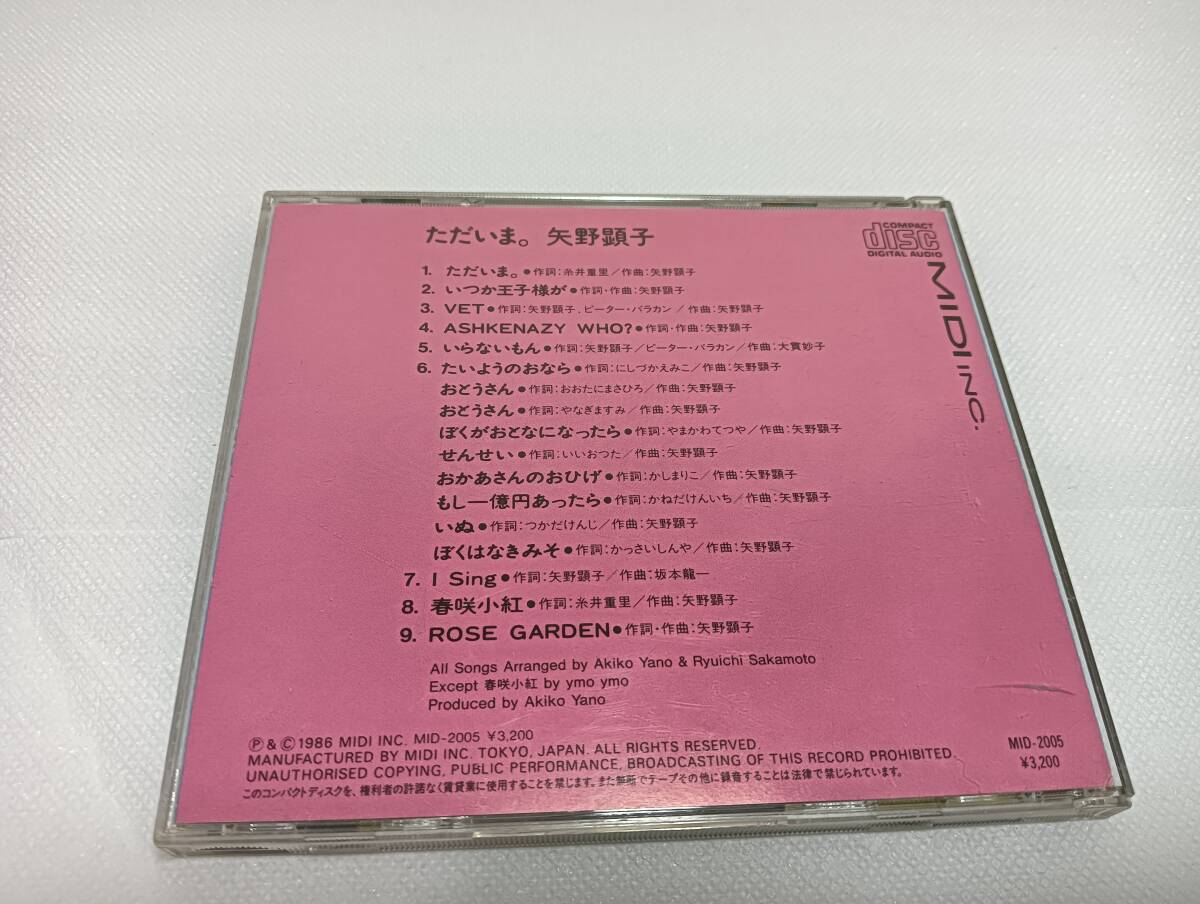 ただいま。矢野顕子
COMPACT
disc
DIGITAL AUDIO
MIDI INC.
1. ただいま。●作詞:糸井重里/作曲:矢野顕子
2. いつか王子様が●作詞・作曲:矢野顕子
3. VET●作詞:矢野顕子、ピーター・バラカン/作曲:矢野顕子
4. ASHKENAZY WHO?●作詞・作曲:矢野顕子
5. いらないもん●作詞:矢野顕子/ピーター・バラカン/作曲:大貫妙子
6. たいようのおなら●作詞:にしづかえみこ/作曲:矢野顕子
おとうさん●作詞:おおたにまさひろ/作曲:矢野顕子
おとうさん●作詞:やなぎますみ/作曲:矢野顕子
ぼくがおとなになったら●作詞:やまかわてつや/作曲:矢野顕子
せんせい●作詞:いいおつた/作曲:矢野顕子
おかあさんのおひげ●作詞:かしまりこ/作曲:矢野顕子
もし一億円あったら●作詞:かねだけんいち/作曲:矢野顕子
いぬ●作詞:つかだけんじ/作曲:矢野顕子
ぼくはなきみそ●作詞:かっさいしんや/作曲:矢野顕子
7. I Sing●作詞:矢野顕子/作曲:坂本龍一
8. 春咲小紅●作詞:糸井重里/作曲:矢野顕子
9. ROSE GARDEN●作詞・作曲:矢野顕子
All Songs Arranged by Akiko Yano & Ryuichi Sakamoto
Except 春咲小紅 by ymo ymo
Produced by Akiko Yano
Ⓟ & © 1986 MIDI INC. MID-2005 ¥3,200
MANUFACTURED BY MIDI INC. TOKYO, JAPAN. ALL RIGHTS RESERVED.
UNAUTHORISED COPYING, PUBLIC PERFORMANCE, BROADCASTING OF THIS RECORD PROHIBITED.
このコンパクトディスクを、権利者の許諾なく賃貸業に使用することを禁じます。また無断でテープその他に録音することは法律で禁じられています。
MID-2005
¥3,200